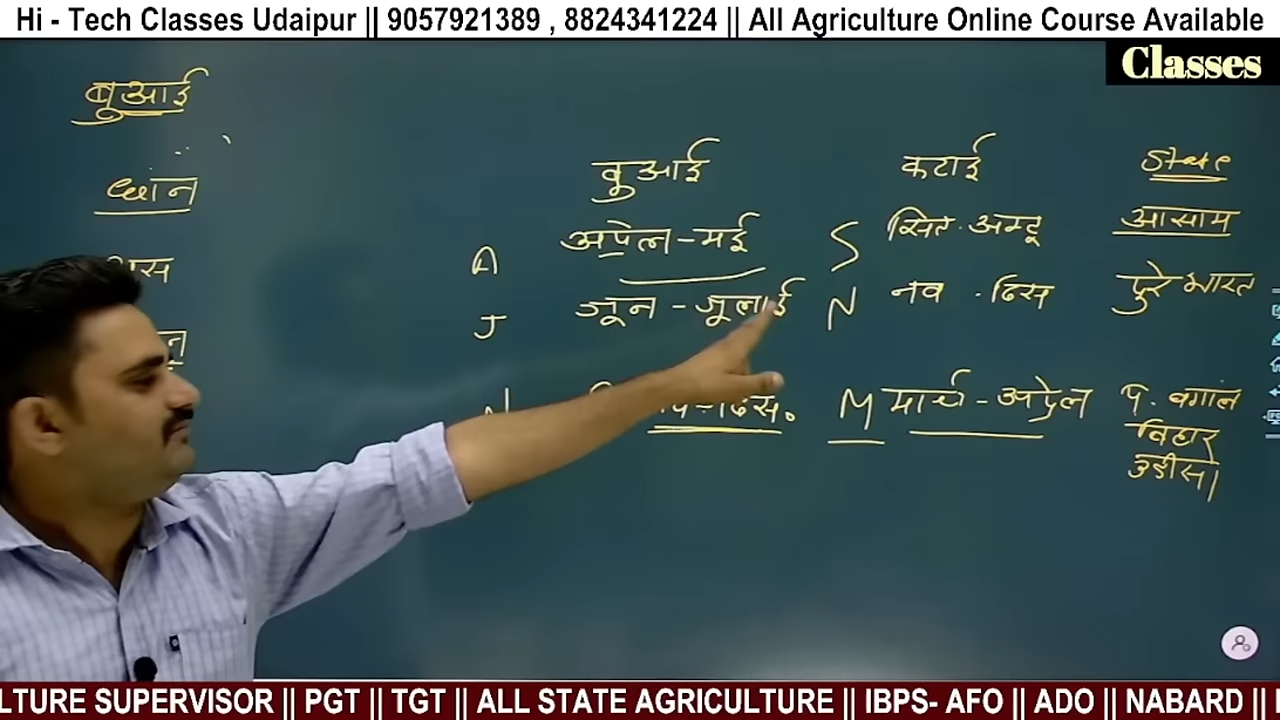 Hi - Tech Classes Udaipur || 9057921389 , 8824341224 || All Agriculture Online Course Available
Classes
बुआई
धान
बुआई कटाई State
A अप्रेल-मई S सित. अक्टू आसाम
J जून - जूलाई N नव . दिस पुरे भारत
दिस. M मार्च - अप्रेल प. बंगाल
बिहार
उड़ीसा
LTURE SUPERVISOR || PGT || TGT || ALL STATE AGRICULTURE || IBPS- AFO || ADO || NABARD ||